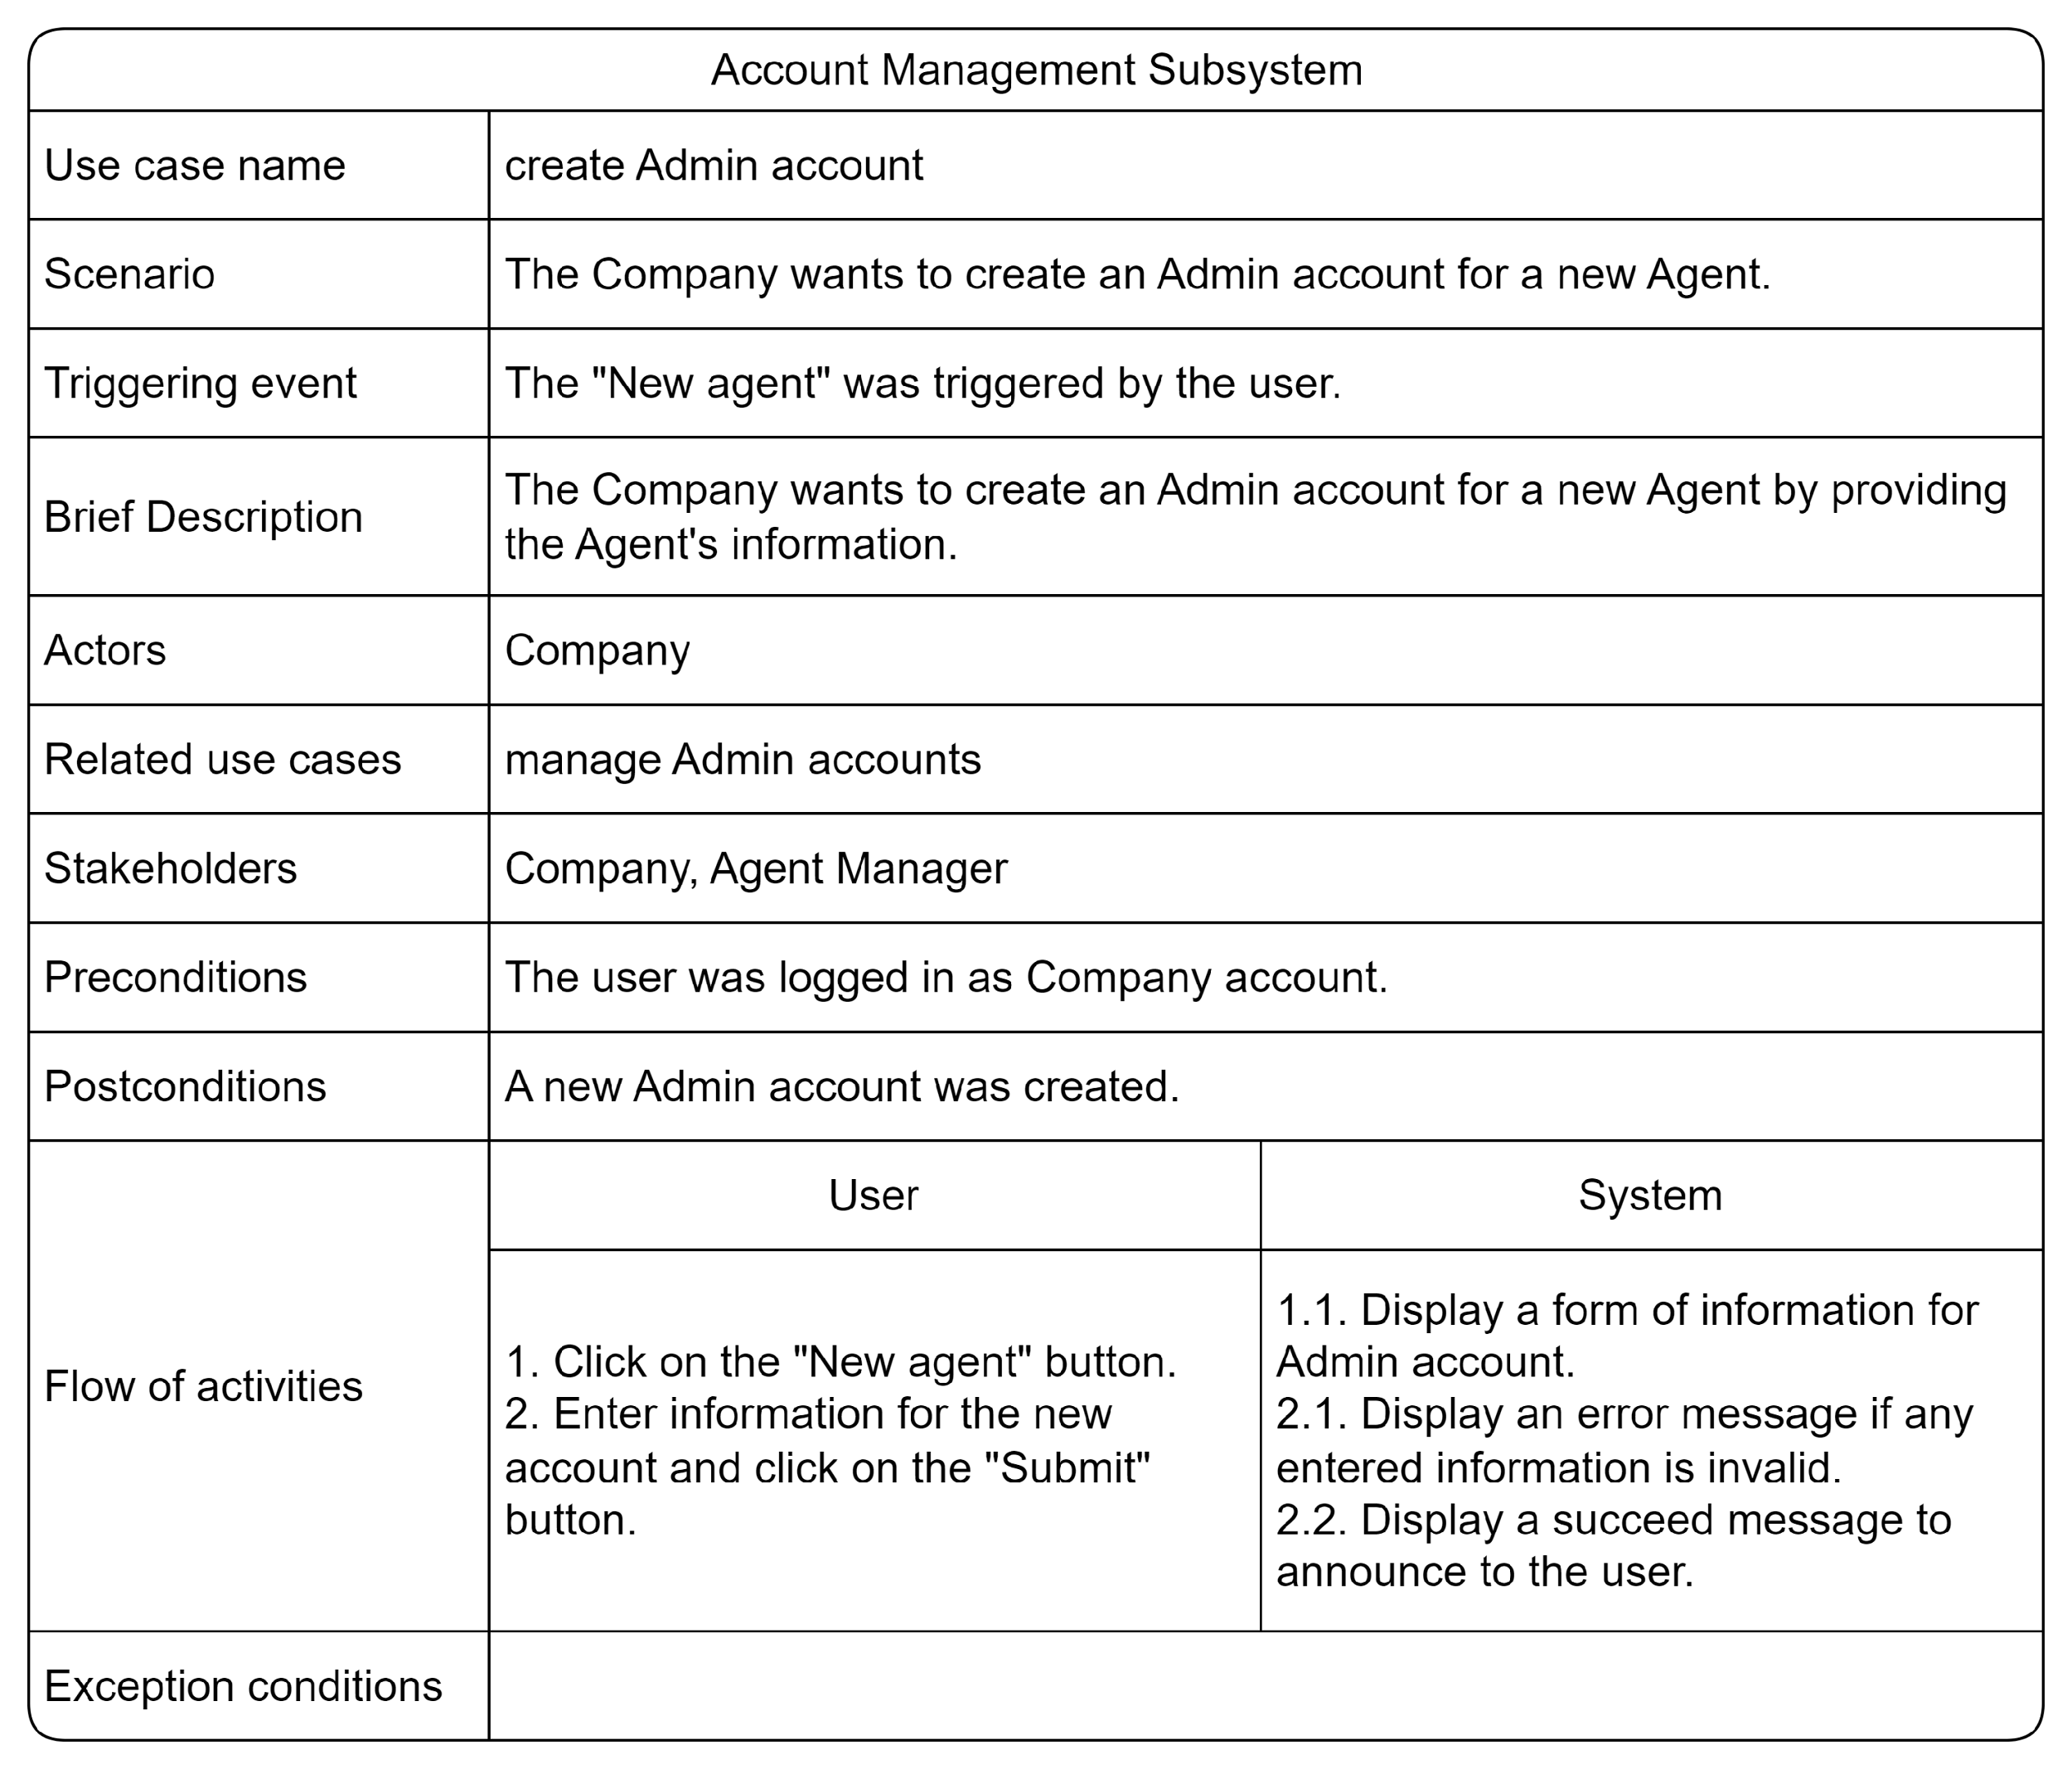 Account Management Subsystem
Use case name
create Admin account
Scenario
The Company wants to create an Admin account for a new Agent.
Triggering event
The "New agent" was triggered by the user.
Brief Description
The Company wants to create an Admin account for a new Agent by providing
the Agent's information.
Actors
Company
Related use cases
manage Admin accounts
Stakeholders
Company, Agent Manager
Preconditions
The user was logged in as Company account.
Postconditions
A new Admin account was created.
Flow of activities
User
System
1. Click on the "New agent" button.
2. Enter information for the new
account and click on the "Submit"
button.
1.1. Display a form of information for
Admin account.
2.1. Display an error message if any
entered information is invalid.
2.2. Display a succeed message to
announce to the user.
Exception conditions